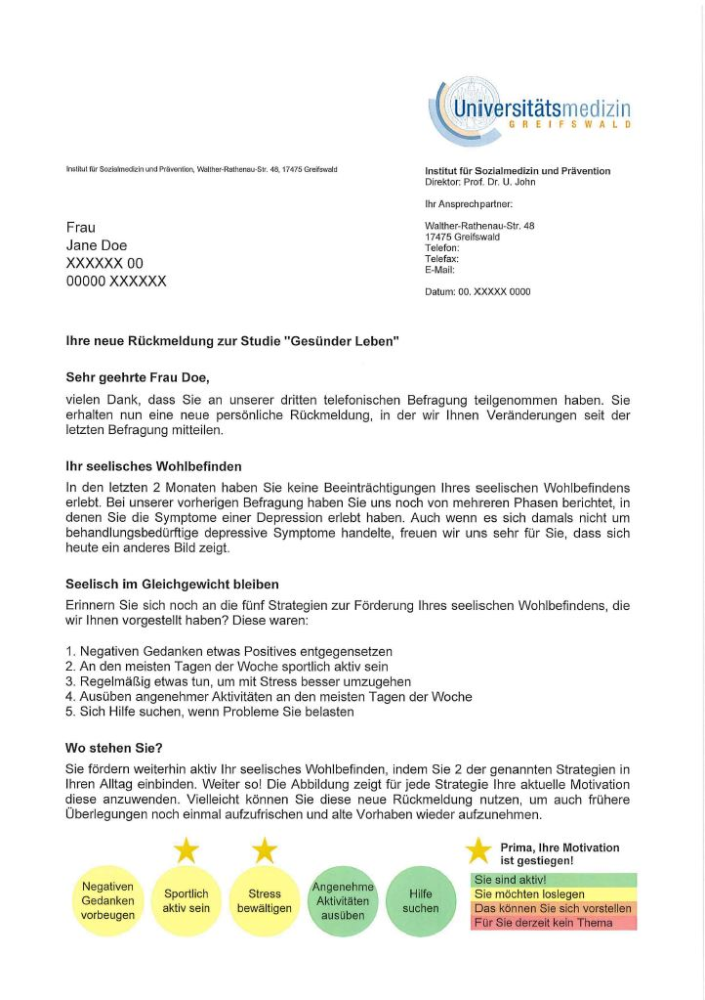 Universitätsmedizin
GREIFSWALD
Institut für Sozialmedizin und Prävention, Walther-Rathenau-Str. 48, 17475 Greifswald
Institut für Sozialmedizin und Prävention
Direktor: Prof. Dr. U. John
Ihr Ansprechpartner:
Walther-Rathenau-Str. 48
17475 Greifswald
Telefon:
Telefax:
E-Mail:
Datum: 00. XXXXX 0000
Frau
Jane Doe
XXXXXX 00
00000 XXXXXX
Ihre neue Rückmeldung zur Studie "Gesünder Leben"
Sehr geehrte Frau Doe,
vielen Dank, dass Sie an unserer dritten telefonischen Befragung teilgenommen haben. Sie
erhalten nun eine neue persönliche Rückmeldung, in der wir Ihnen Veränderungen seit der
letzten Befragung mitteilen.
Ihr seelisches Wohlbefinden
In den letzten 2 Monaten haben Sie keine Beeinträchtigungen Ihres seelischen Wohlbefindens
erlebt. Bei unserer vorherigen Befragung haben Sie uns noch von mehreren Phasen berichtet, in
denen Sie die Symptome einer Depression erlebt haben. Auch wenn es sich damals nicht um
behandlungsbedürftige depressive Symptome handelte, freuen wir uns sehr für Sie, dass sich
heute ein anderes Bild zeigt.
Seelisch im Gleichgewicht bleiben
Erinnern Sie sich noch an die fünf Strategien zur Förderung Ihres seelischen Wohlbefindens, die
wir Ihnen vorgestellt haben? Diese waren:
1. Negativen Gedanken etwas Positives entgegensetzen
2. An den meisten Tagen der Woche sportlich aktiv sein
3. Regelmäßig etwas tun, um mit Stress besser umzugehen
4. Ausüben angenehmer Aktivitäten an den meisten Tagen der Woche
5. Sich Hilfe suchen, wenn Probleme Sie belasten
Wo stehen Sie?
Sie fördern weiterhin aktiv Ihr seelisches Wohlbefinden, indem Sie 2 der genannten Strategien in
Ihren Alltag einbinden. Weiter so! Die Abbildung zeigt für jede Strategie Ihre aktuelle Motivation
diese anzuwenden. Vielleicht können Sie diese neue Rückmeldung nutzen, um auch frühere
Überlegungen noch einmal aufzufrischen und alte Vorhaben wieder aufzunehmen.
Negativen
Gedanken
vorbeugen
Sportlich
aktiv sein
Stress
bewältigen
Angenehme
Aktivitäten
ausüben
Hilfe
suchen
Prima, Ihre Motivation
ist gestiegen!
Sie sind aktiv!
Sie möchten loslegen
Das können Sie sich vorstellen
Für Sie derzeit kein Thema